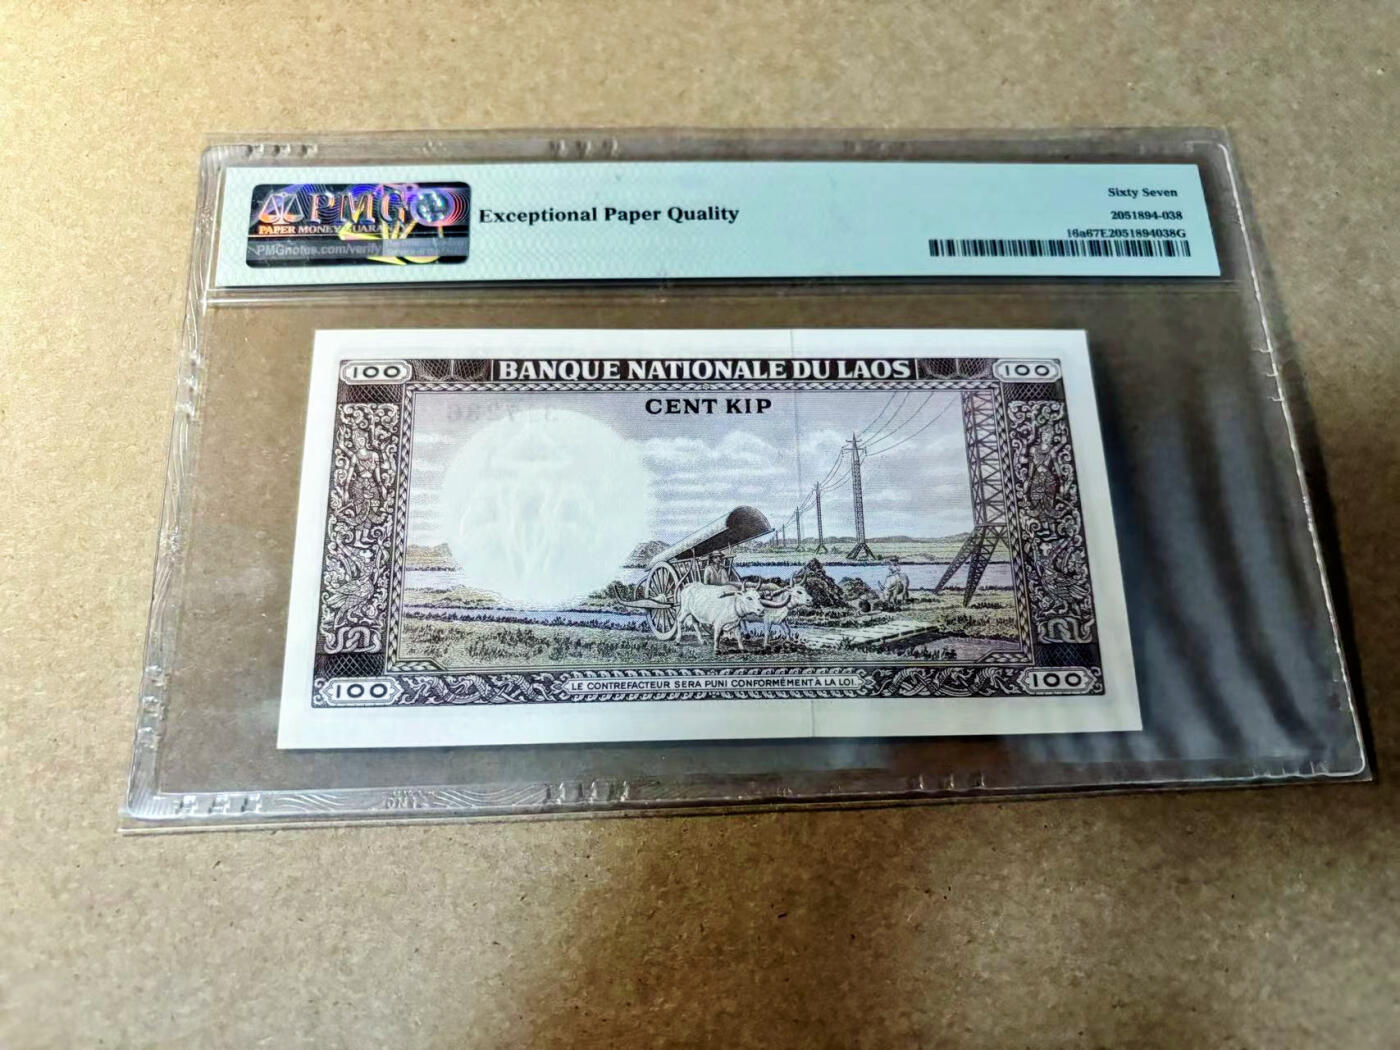 PMG
PAPER MONEY GUARANTY
PMGnotes.com/verify
Exceptional Paper Quality
Sixty Seven
2051894-038
16a67E2051894038G
100
BANQUE NATIONALE DU LAOS
100
CENT KIP
100
LE CONTREFACTEUR SERA PUNI CONFORMÉMENT À LA LOI.
100